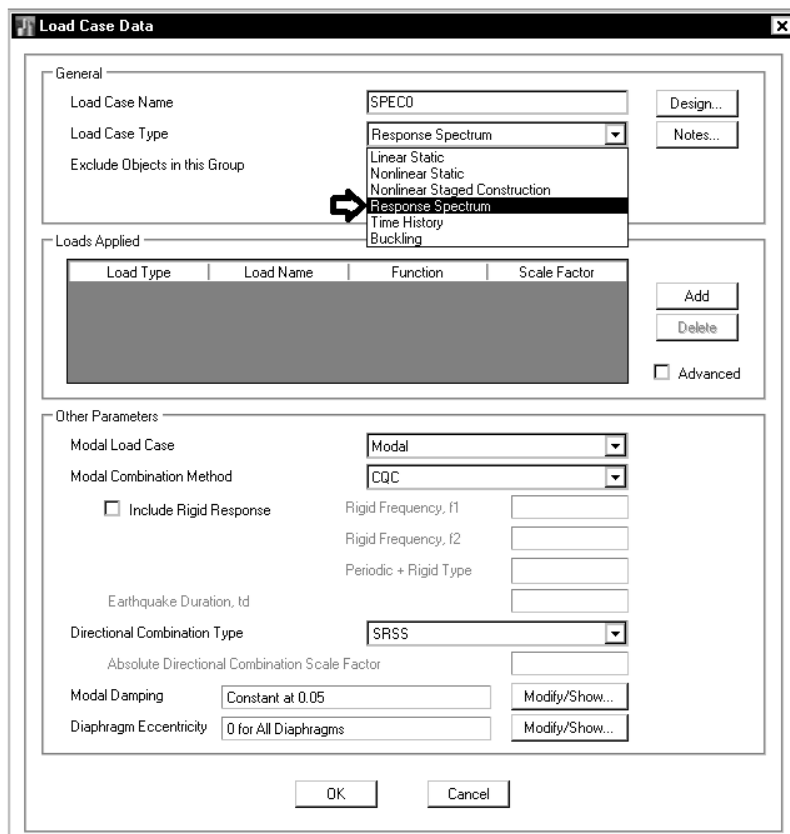 Load Case Data
General
Load Case Name SPEC0 Design...
Load Case Type Response Spectrum Notes...
Exclude Objects in this Group
Linear Static
Nonlinear Static
Nonlinear Staged Construction
Response Spectrum
Time History
Buckling
Loads Applied
Load Type Load Name Function Scale Factor
Add
Delete
Advanced
Other Parameters
Modal Load Case Modal
Modal Combination Method CQC
Include Rigid Response Rigid Frequency, f1
Rigid Frequency, f2
Periodic + Rigid Type
Earthquake Duration, td
Directional Combination Type SRSS
Absolute Directional Combination Scale Factor
Modal Damping Constant at 0.05 Modify/Show...
Diaphragm Eccentricity 0 for All Diaphragms Modify/Show...
OK Cancel